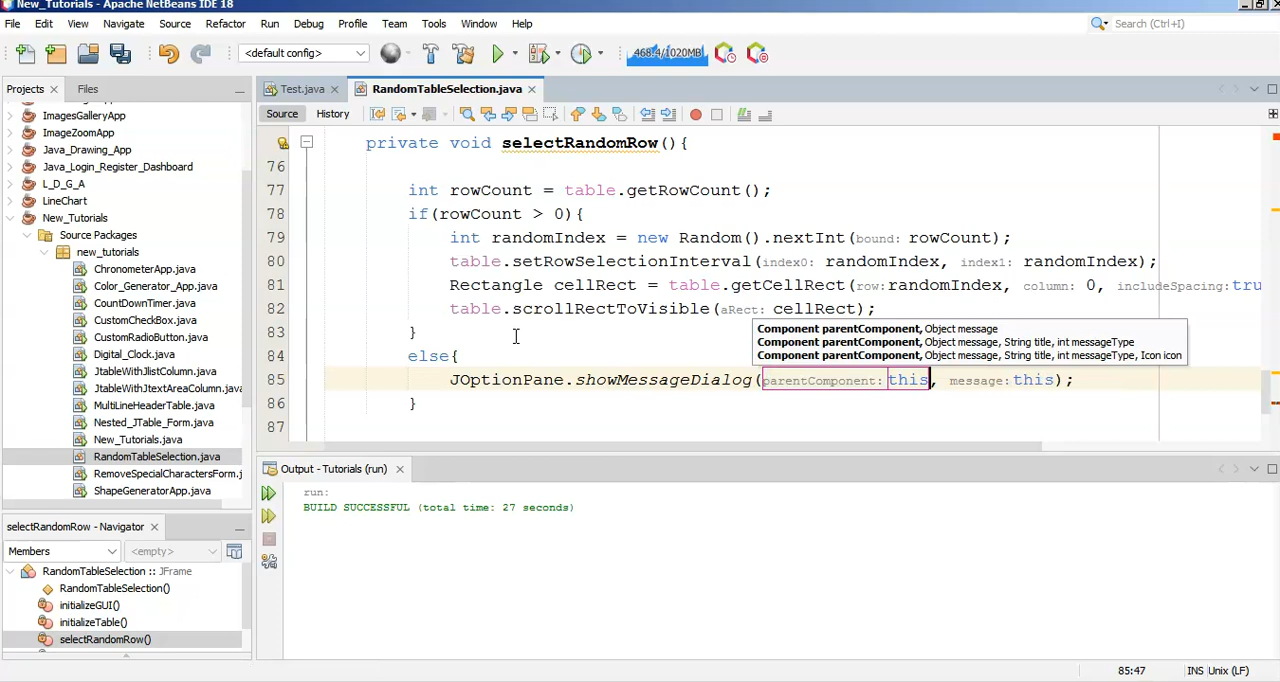 New_Tutorials - Apache NetBeans IDE 18
File Edit View Navigate Source Refactor Run Debug Profile Team Tools Window Help
Search (Ctrl+I)
<default config>
468.4/1020MB
Projects
Files
Test.java
RandomTableSelection.java
Source
History
ImagesGalleryApp
ImageZoomApp
Java_Drawing_App
Java_Login_Register_Dashboard
L_D_G_A
LineChart
New_Tutorials
Source Packages
new_tutorials
ChronometerApp.java
Color_Generator_App.java
CountDownTimer.java
CustomCheckBox.java
CustomRadioButton.java
Digital_Clock.java
JtableWithJlistColumn.java
JtableWithJtextAreaColumn.java
MultiLineHeaderTable.java
Nested_JTable_Form.java
New_Tutorials.java
RandomTableSelection.java
RemoveSpecialCharactersForm.j
ShapeGeneratorApp.java
private void selectRandomRow(){
76
77 int rowCount = table.getRowCount();
78 if(rowCount > 0){
79 int randomIndex = new Random().nextInt(bound: rowCount);
80 table.setRowSelectionInterval(index0: randomIndex, index1: randomIndex);
81 Rectangle cellRect = table.getCellRect(row:randomIndex, column: 0, includeSpacing:tru
82 table.scrollRectToVisible(aRect: cellRect);
83 }
84 else{
85 JOptionPane.showMessageDialog(parentComponent: this, message:this);
86 }
87
Component parentComponent, Object message
Component parentComponent, Object message, String title, int messageType
Component parentComponent, Object message, String title, int messageType, Icon icon
Output - Tutorials (run)
run:
BUILD SUCCESSFUL (total time: 27 seconds)
selectRandomRow - Navigator
Members
<empty>
RandomTableSelection :: JFrame
RandomTableSelection()
initializeGUI()
initializeTable()
selectRandomRow()
85:47
INS Unix (LF)